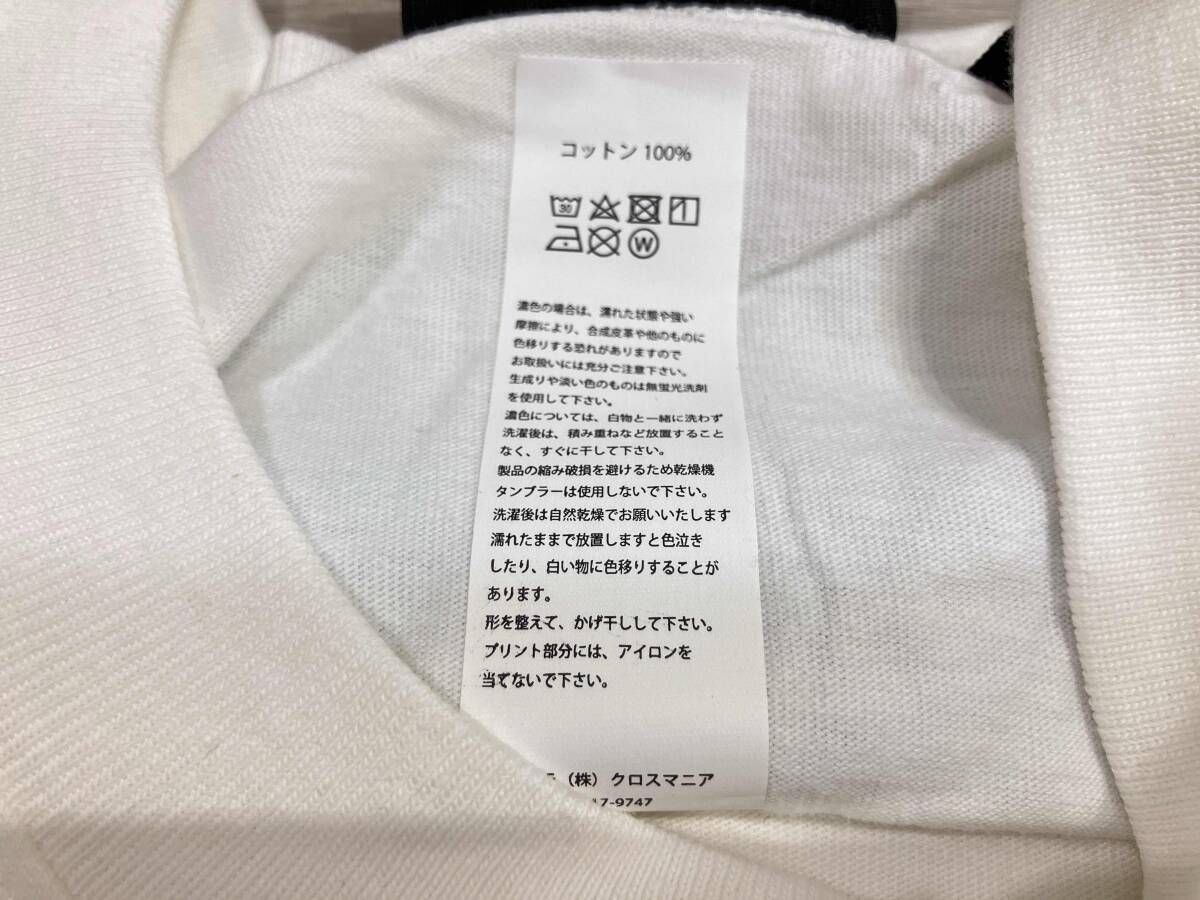 コットン 100%
30
W
濃色の場合は、濡れた状態や強い
摩擦により、合成皮革や他のものに
色移りする恐れがありますので
お取扱いには充分ご注意下さい。
生成りや淡い色のものは無蛍光洗剤
を使用して下さい。
濃色については、白物と一緒に洗わず
洗濯後は、積み重ねなど放置すること
なく、すぐに干して下さい。
製品の縮み破損を避けるため乾燥機
タンブラーは使用しないで下さい。
洗濯後は自然乾燥でお願いいたします
濡れたままで放置しますと色泣き
したり、白い物に色移りすることが
あります。
形を整えて、かげ干しして下さい。
プリント部分には、アイロンを
当てないで下さい。
(株) クロスマニア
17-9747